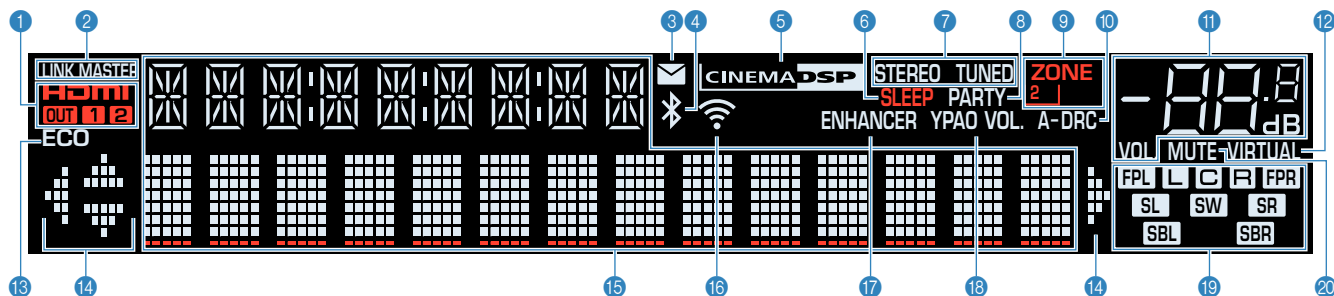 1 2 3 4 5 6 7 8 9 10 11 12
LINK MASTER
HDMI
OUT 1 2
ECO
CINEMA DSP
STEREO TUNED
SLEEP PARTY
ENHANCER YPAO VOL. A-DRC
ZONE
2
-88.8
dB
VOL. MUTE VIRTUAL
FPL L C R FPR
SL SW SR
SBL SBR
13 14 15 16 17 18 14 19 20